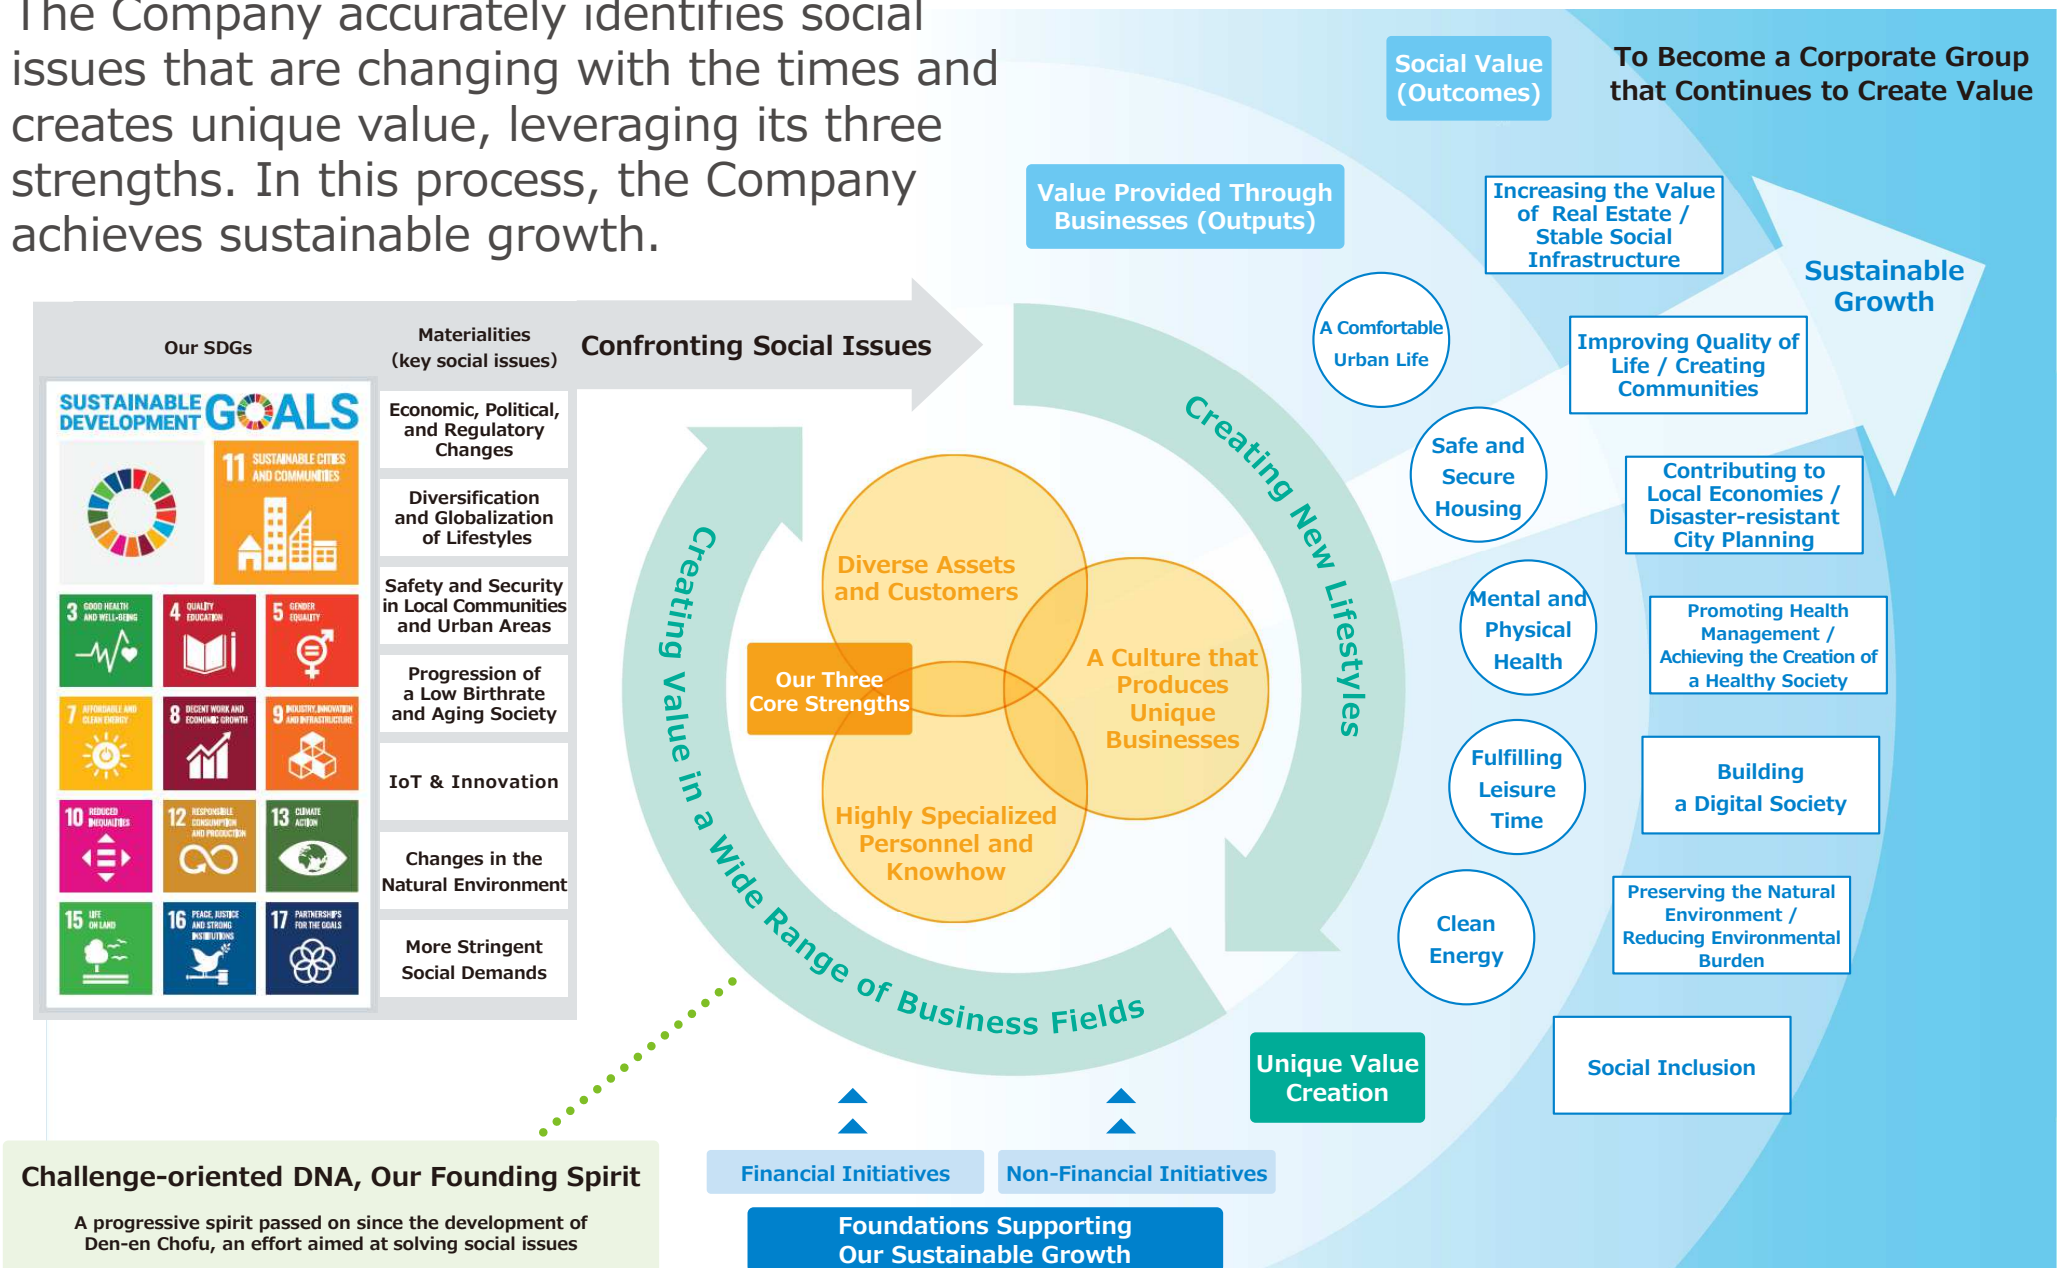 The Company accurately identifies social
issues that are changing with the times and
creates unique value, leveraging its three
strengths. In this process, the Company
achieves sustainable growth.
Social Value
(Outcomes)
To Become a Corporate Group
that Continues to Create Value
Value Provided Through
Businesses (Outputs)
Sustainable
Growth
Our SDGs
Materialities
(key social issues)
Confronting Social Issues
SUSTAINABLE
DEVELOPMENT
GOALS
11 SUSTAINABLE CITIES
AND COMMUNITIES
3 GOOD HEALTH
AND WELL-BEING
4 QUALITY
EDUCATION
5 GENDER
EQUALITY
7 AFFORDABLE AND
CLEAN ENERGY
8 DECENT WORK AND
ECONOMIC GROWTH
9 INDUSTRY, INNOVATION
AND INFRASTRUCTURE
10 REDUCED
INEQUALITIES
12 RESPONSIBLE
CONSUMPTION
AND PRODUCTION
13 CLIMATE
ACTION
15 LIFE
ON LAND
16 PEACE, JUSTICE
AND STRONG
INSTITUTIONS
17 PARTNERSHIPS
FOR THE GOALS
Economic, Political,
and Regulatory
Changes
Diversification
and Globalization
of Lifestyles
Safety and Security
in Local Communities
and Urban Areas
Progression of
a Low Birthrate
and Aging Society
IoT & Innovation
Changes in the
Natural Environment
More Stringent
Social Demands
Creating Value in a Wide Range of Business Fields
Creating New Lifestyles
Diverse Assets
and Customers
Our Three
Core Strengths
A Culture that
Produces
Unique
Businesses
Highly Specialized
Personnel and
Knowhow
A Comfortable
Urban Life
Safe and
Secure
Housing
Mental and
Physical
Health
Fulfilling
Leisure
Time
Clean
Energy
Increasing the Value
of Real Estate /
Stable Social
Infrastructure
Improving Quality of
Life / Creating
Communities
Contributing to
Local Economies /
Disaster-resistant
City Planning
Promoting Health
Management /
Achieving the Creation of
a Healthy Society
Building
a Digital Society
Preserving the Natural
Environment /
Reducing Environmental
Burden
Social Inclusion
Unique Value
Creation
Challenge-oriented DNA, Our Founding Spirit
A progressive spirit passed on since the development of
Den-en Chofu, an effort aimed at solving social issues
Financial Initiatives
Non-Financial Initiatives
Foundations Supporting
Our Sustainable Growth